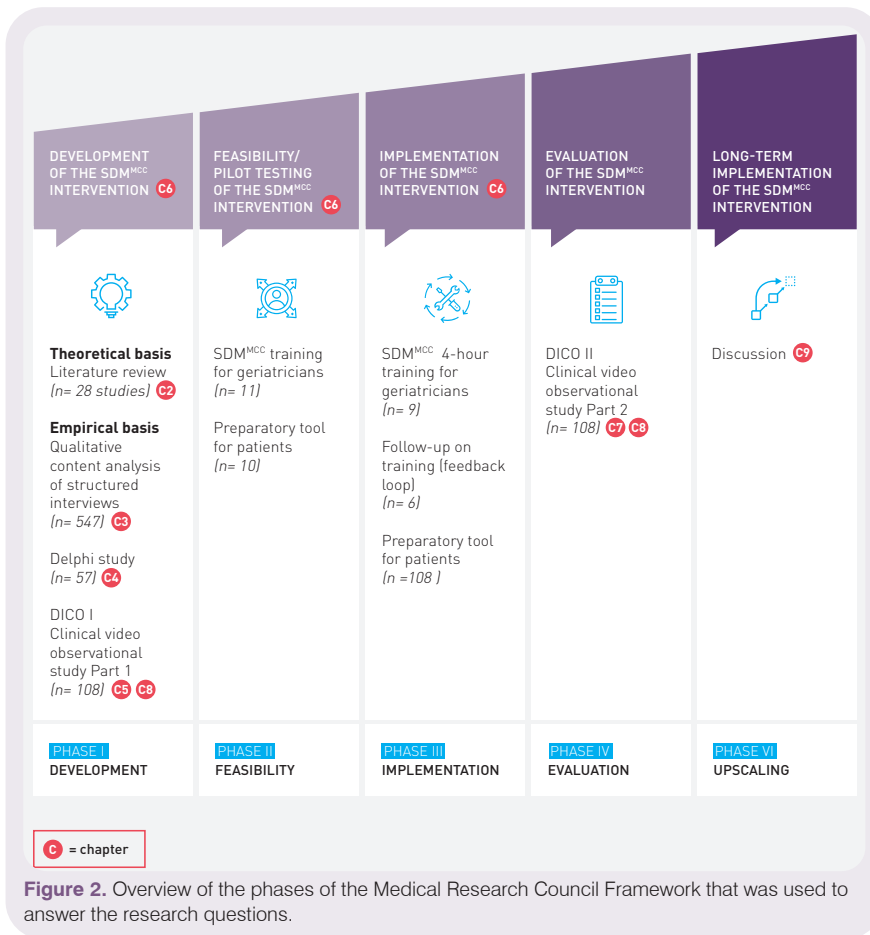 DEVELOPMENT
OF THE SDMMCC
INTERVENTION C6
FEASIBILITY/
PILOT TESTING
OF THE SDMMCC
INTERVENTION C6
IMPLEMENTATION
OF THE SDMMCC
INTERVENTION C6
EVALUATION
OF THE SDMMCC
INTERVENTION
LONG-TERM
IMPLEMENTATION
OF THE SDMMCC
INTERVENTION
Theoretical basis
Literature review
(n= 28 studies) C2
Empirical basis
Qualitative
content analysis
of structured
interviews
(n= 547) C3
Delphi study
(n= 57) C4
DICO I
Clinical video
observational
study Part 1
(n= 108) C5 C8
SDMMCC training
for geriatricians
(n= 11)
Preparatory tool
for patients
(n= 10)
SDMMCC 4-hour
training for
geriatricians
(n= 9)
Follow-up on
training (feedback
loop)
(n= 6)
Preparatory tool
for patients
(n =108 )
DICO II
Clinical video
observational
study Part 2
(n= 108) C7 C8
Discussion C9
PHASE I
DEVELOPMENT
PHASE II
FEASIBILITY
PHASE III
IMPLEMENTATION
PHASE IV
EVALUATION
PHASE VI
UPSCALING
C = chapter
Figure 2. Overview of the phases of the Medical Research Council Framework that was used to
answer the research questions.